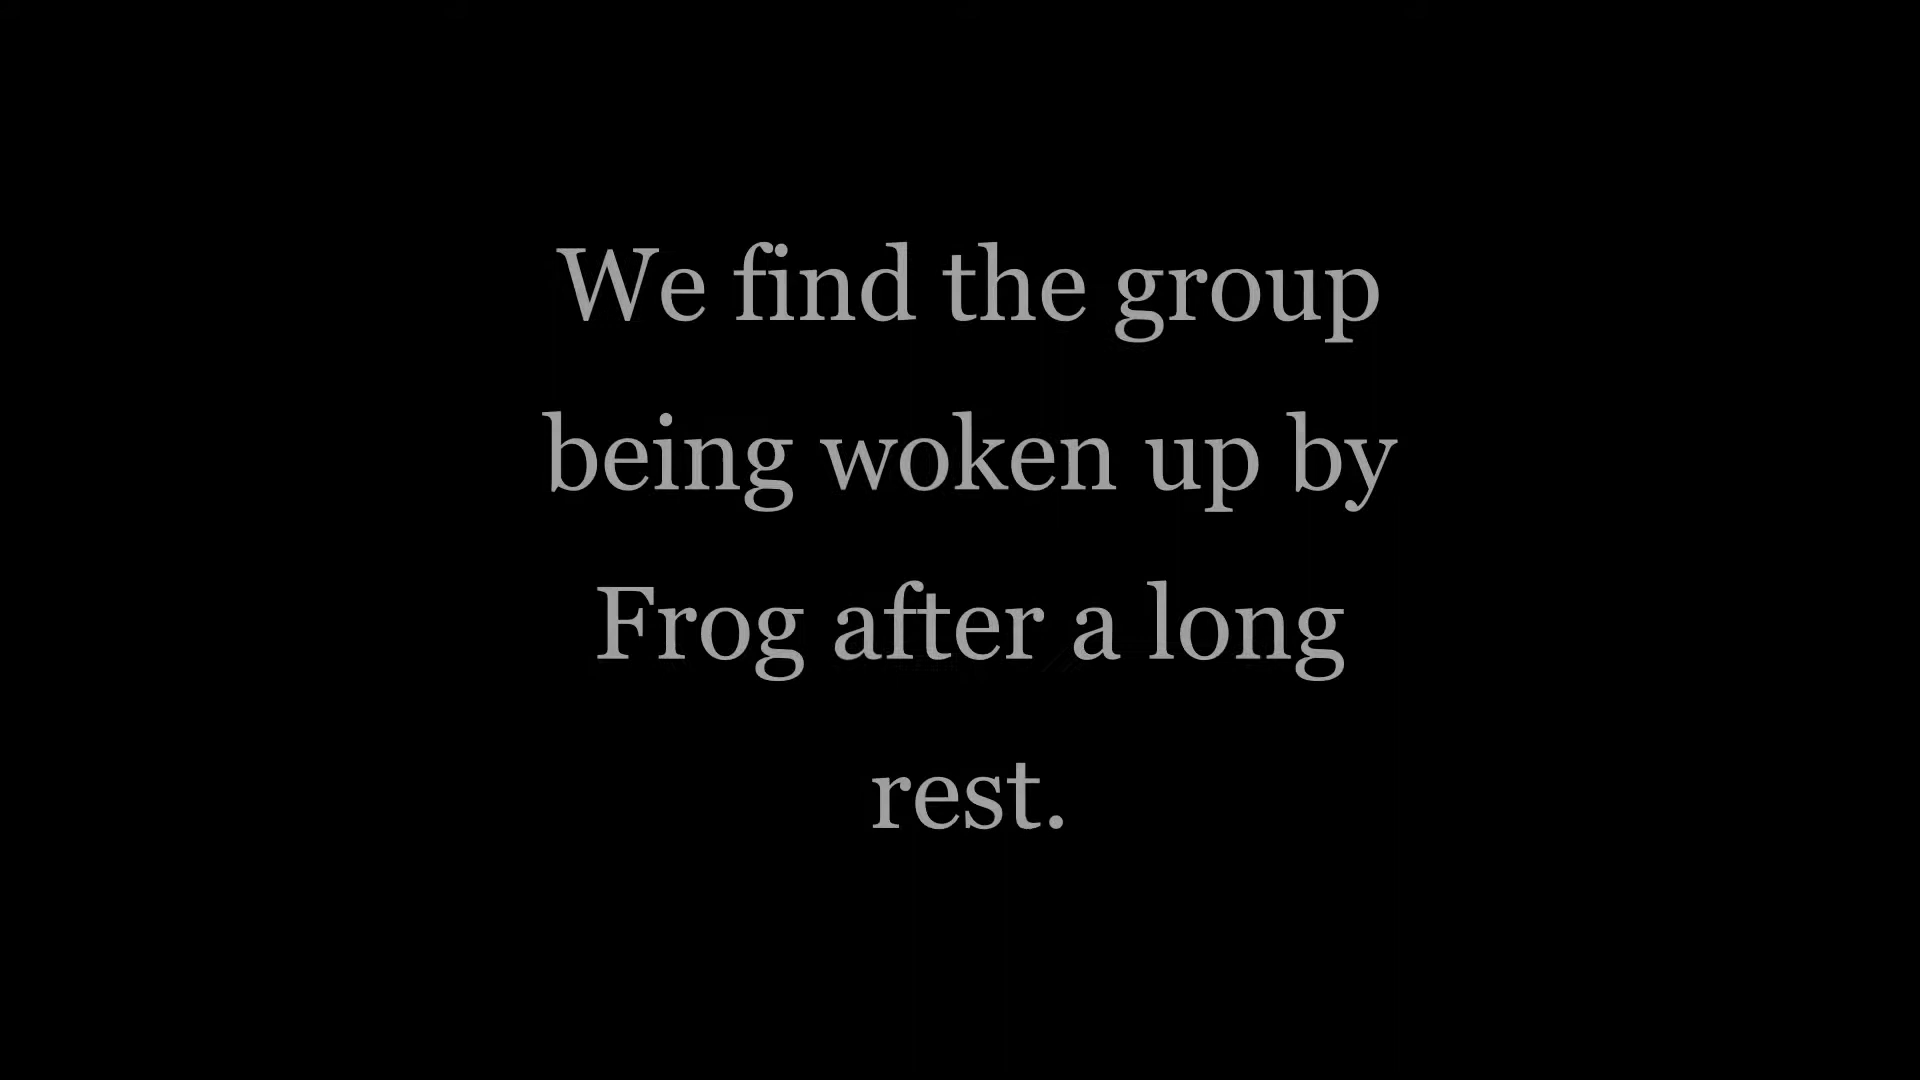 We find the group
being woken up by
Frog after a long
rest.